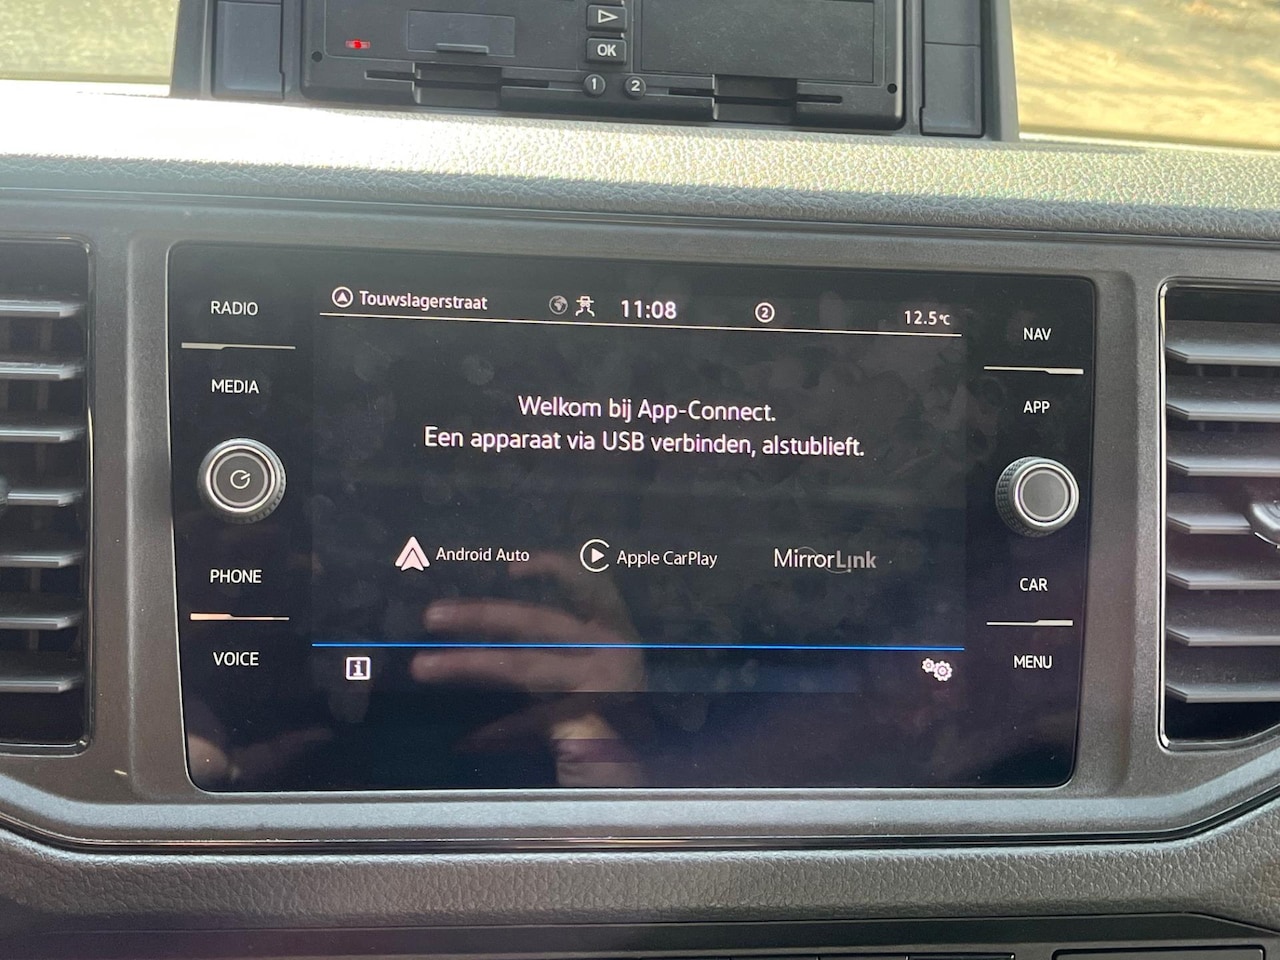 OK
1 2
RADIO
MEDIA
PHONE
VOICE
Touwslagerstraat 11:08 2 12.5°C
Welkom bij App-Connect.
Een apparaat via USB verbinden, alstublieft.
Android Auto Apple CarPlay MirrorLink
i
NAV
APP
CAR
MENU